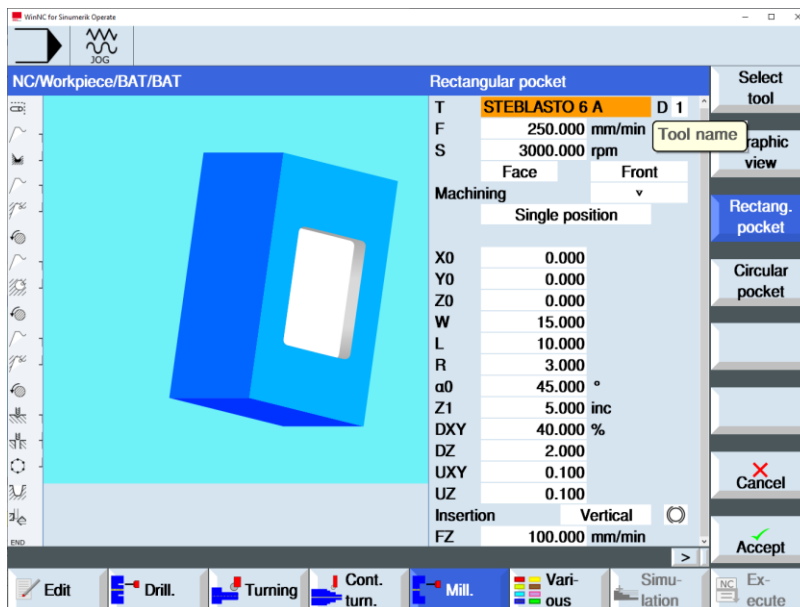 WinNC for Sinumerik Operate
JOG
NC/Workpiece/BAT/BAT
Rectangular pocket
T STEBLASTO 6 A D 1
F 250.000 mm/min
Tool name
S 3000.000 rpm
Face Front
Machining v
Single position
X0 0.000
Y0 0.000
Z0 0.000
W 15.000
L 10.000
R 3.000
α0 45.000 °
Z1 5.000 inc
DXY 40.000 %
DZ 2.000
UXY 0.100
UZ 0.100
Insertion Vertical
FZ 100.000 mm/min
>
END
Select
tool
raphic
view
Rectang.
pocket
Circular
pocket
Cancel
Accept
Edit
Drill.
Turning
Cont.
turn.
Mill.
Vari-
ous
Simu-
lation
NC
Ex-
ecute